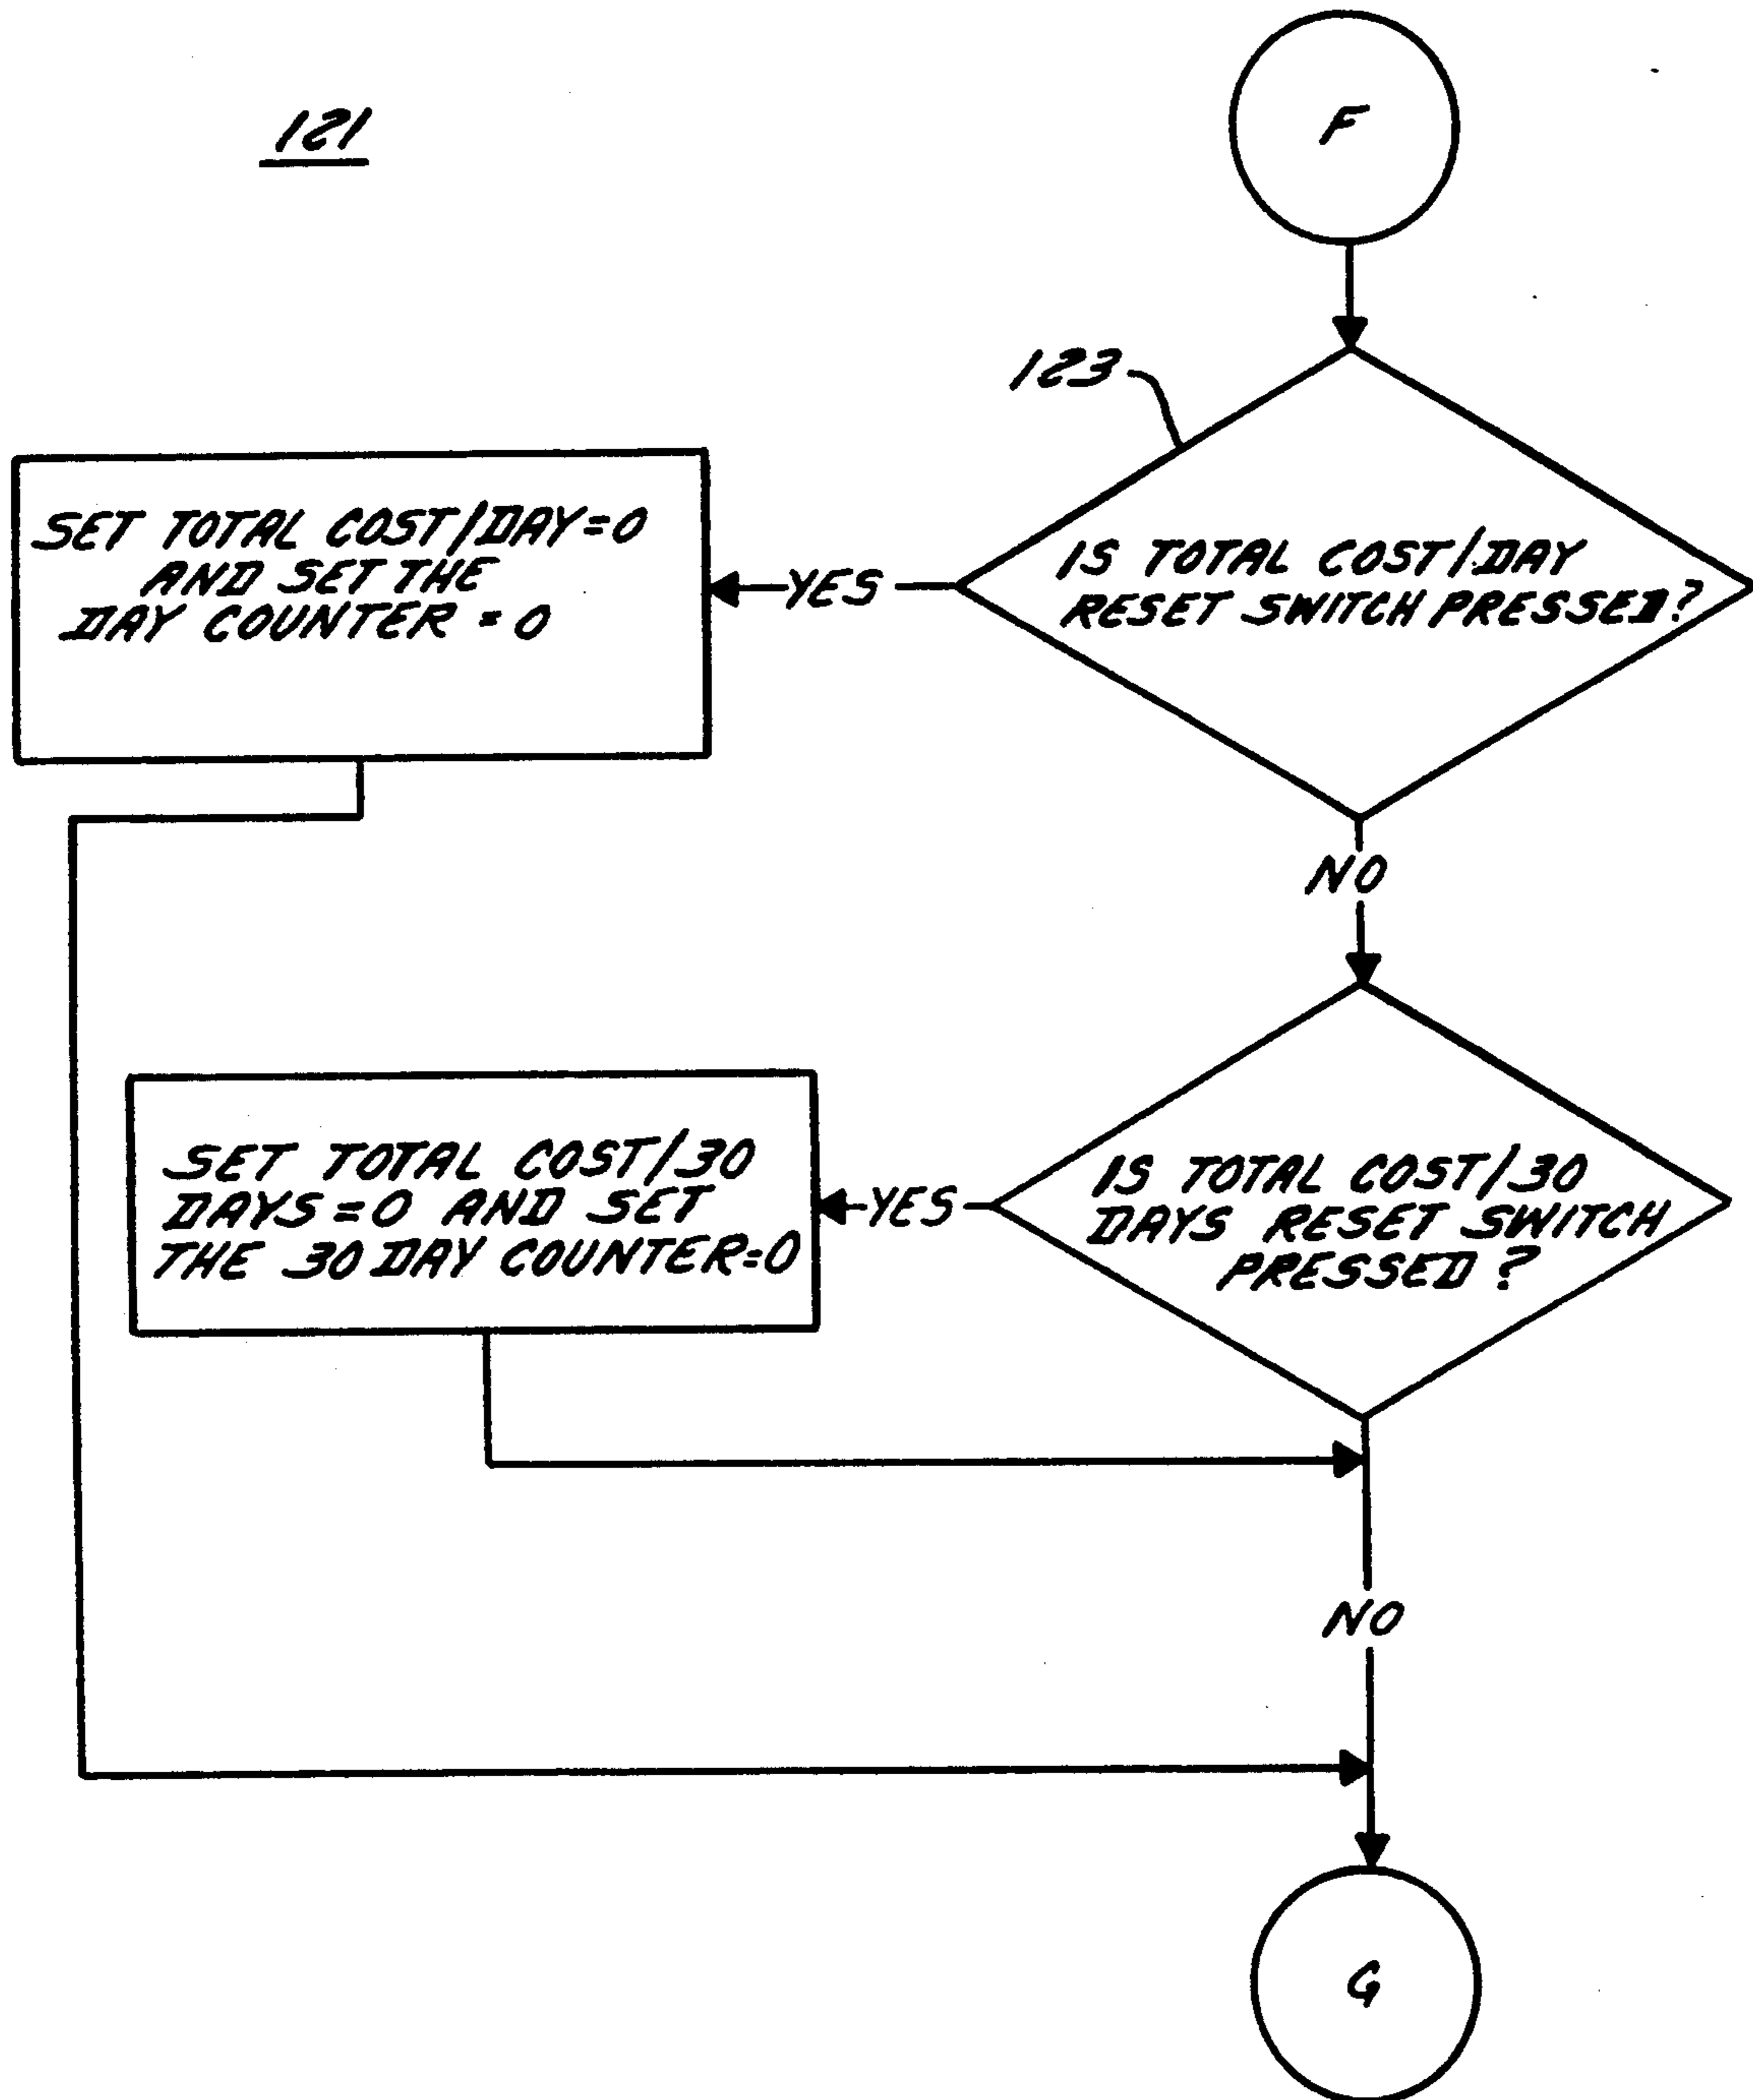 121
F
123
SET TOTAL COST/DAY=0
AND SET THE
DAY COUNTER = 0
YES
IS TOTAL COST/DAY
RESET SWITCH PRESSED?
NO
SET TOTAL COST/30
DAYS=0 AND SET
THE 30 DAY COUNTER=0
YES
IS TOTAL COST/30
DAYS RESET SWITCH
PRESSED?
NO
G